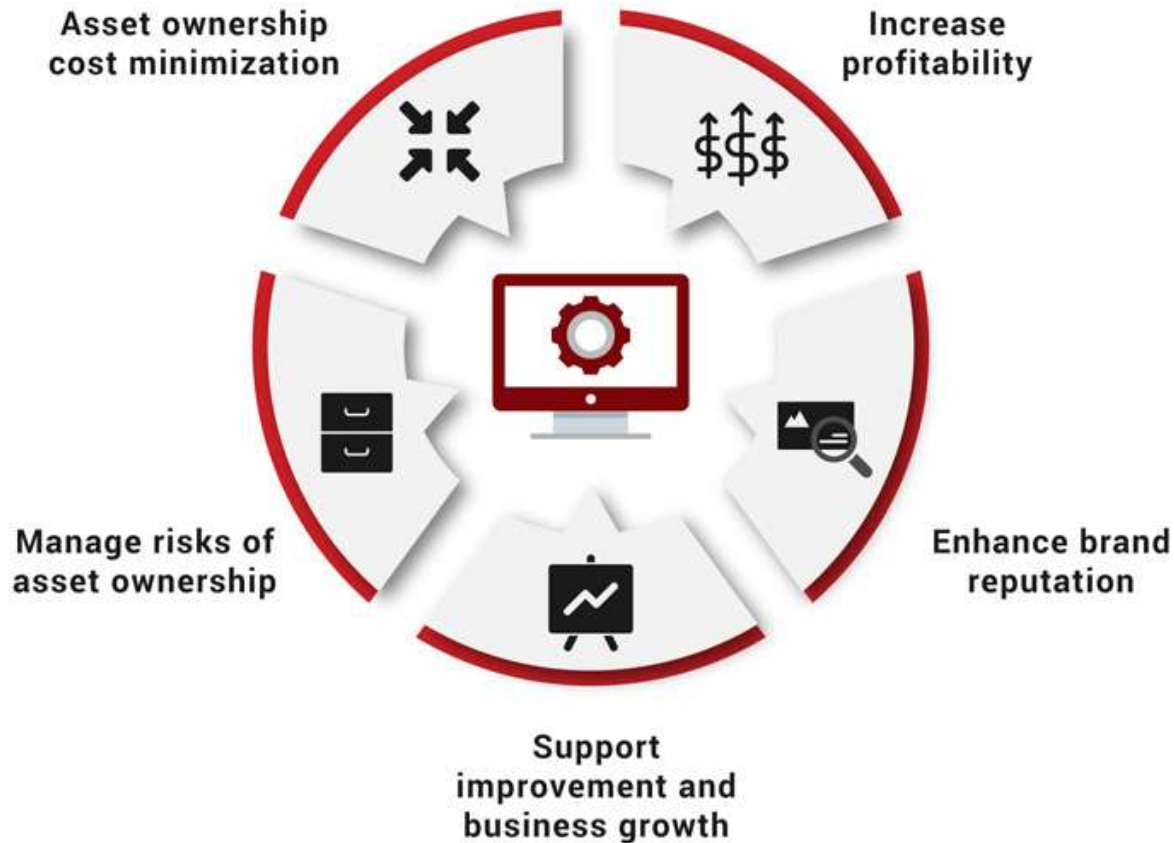 Asset ownership
cost minimization
Increase
profitability
Manage risks of
asset ownership
Enhance brand
reputation
Support
improvement and
business growth